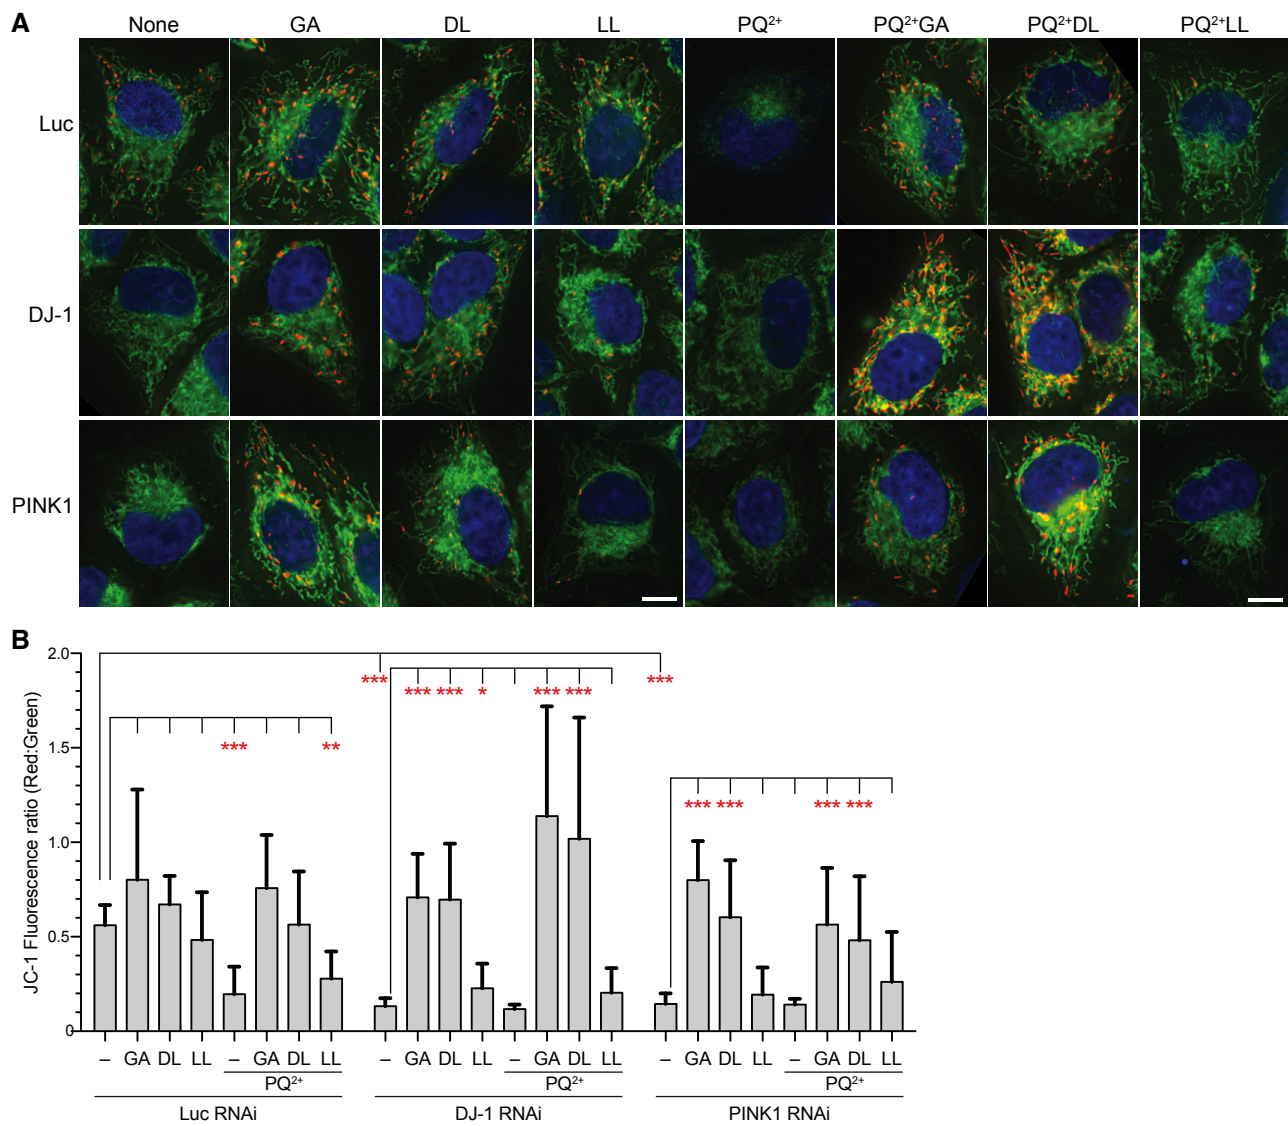 A
None GA DL LL PQ²⁺ PQ²⁺GA PQ²⁺DL PQ²⁺LL
Luc
DJ-1
PINK1
B
JC-1 Fluorescence ratio (Red:Green)
2.0
1.5
1.0
0.5
0
*** ***
*** *** * *** ***
*** **
*** *** *** ***
– GA DL LL – GA DL LL – GA DL LL – GA DL LL – GA DL LL – GA DL LL
PQ²⁺ PQ²⁺ PQ²⁺
Luc RNAi DJ-1 RNAi PINK1 RNAi